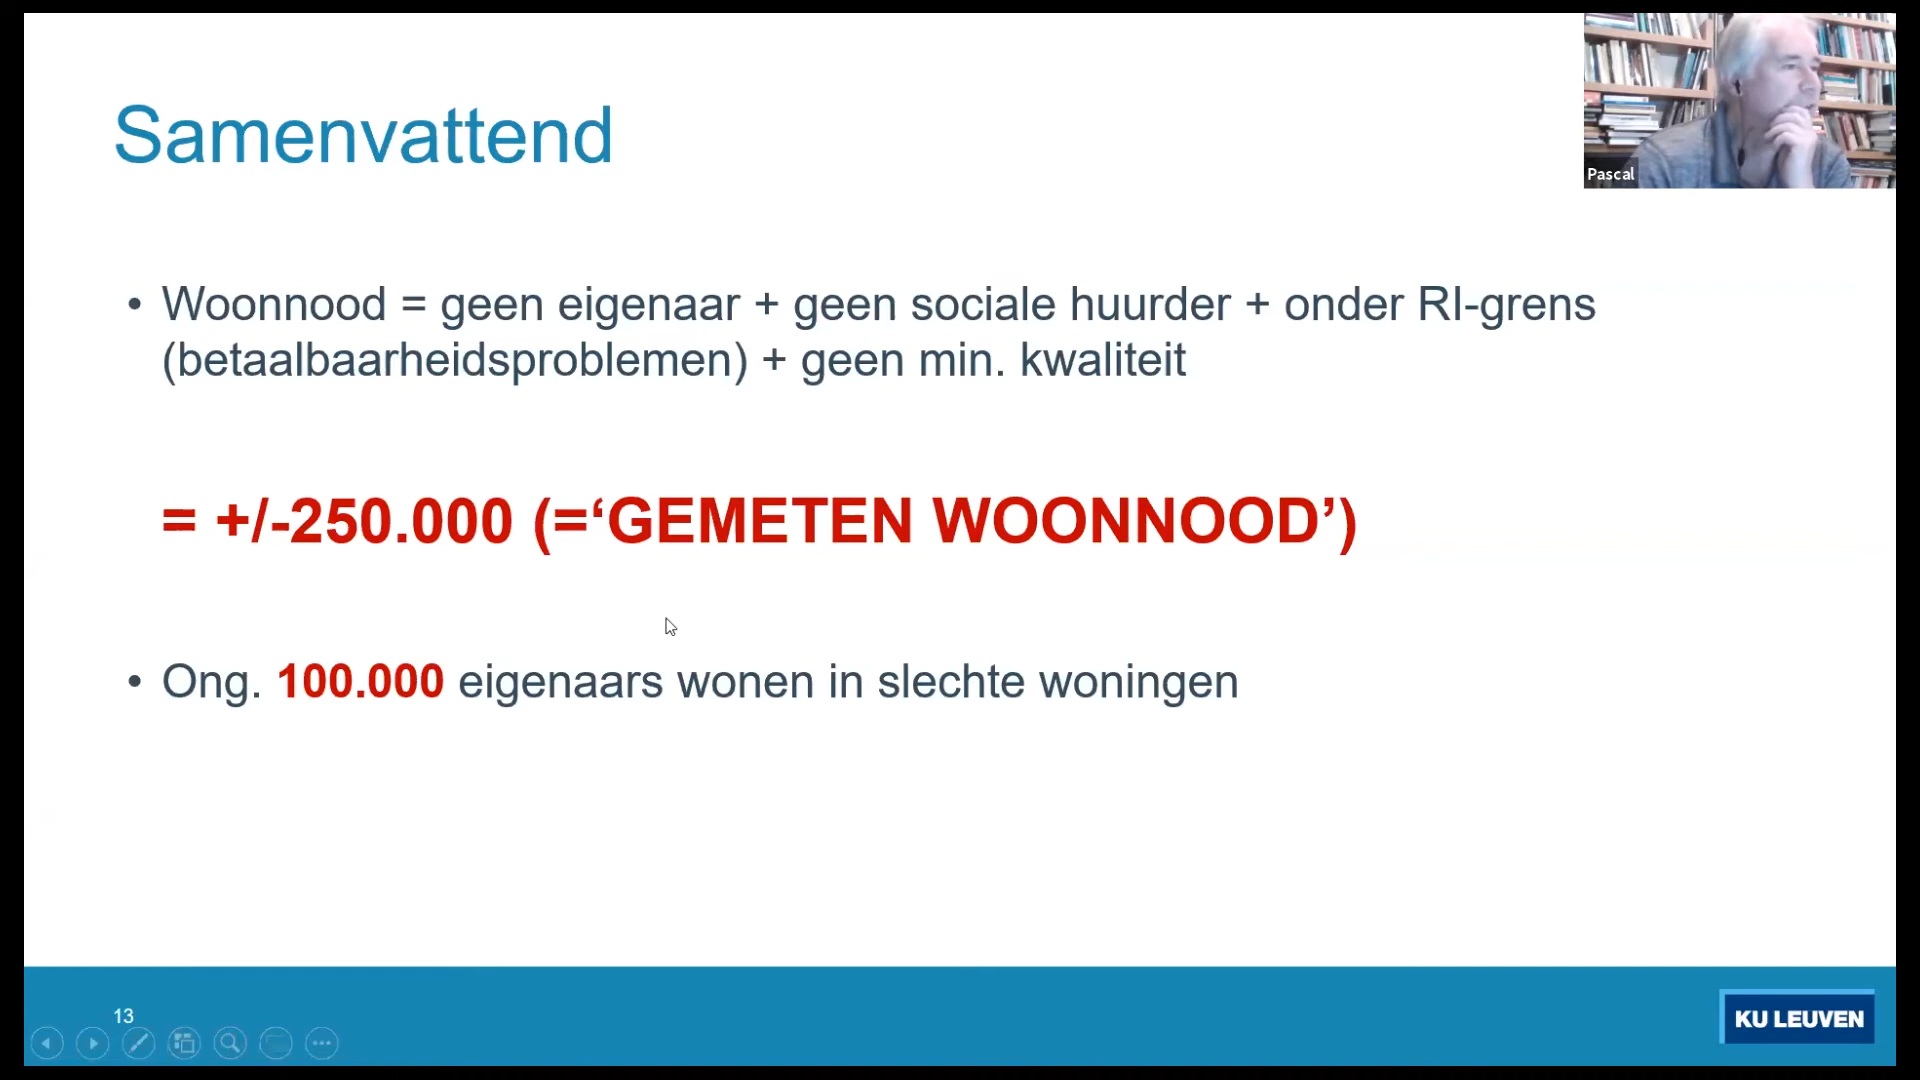 Samenvattend
Pascal
• Woonnood = geen eigenaar + geen sociale huurder + onder RI-grens
(betaalbaarheidsproblemen) + geen min. kwaliteit
= +/-250.000 (=‘GEMETEN WOONNOOD’)
• Ong. 100.000 eigenaars wonen in slechte woningen
13
KU LEUVEN